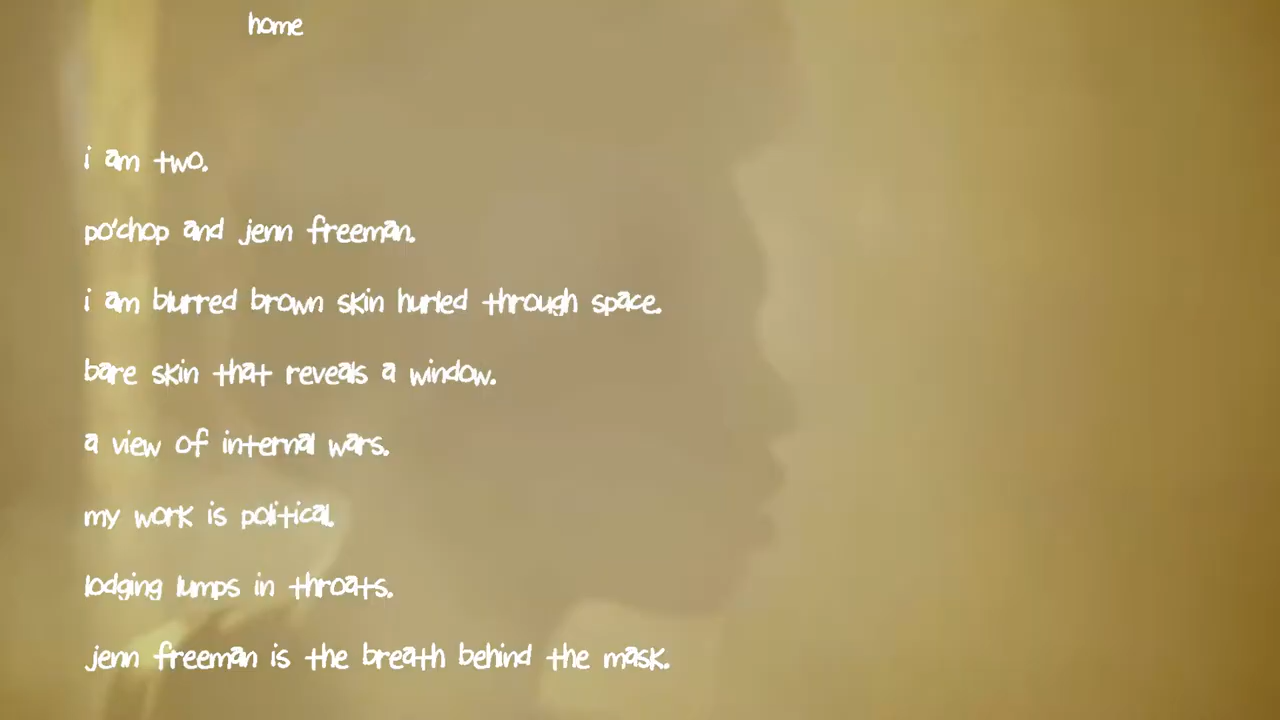 home
i am two.
po'chop and jenn freeman.
i am blurred brown skin hurled through space.
bare skin that reveals a window.
a view of internal wars.
my work is political.
lodging lumps in throats.
jenn freeman is the breath behind the mask.